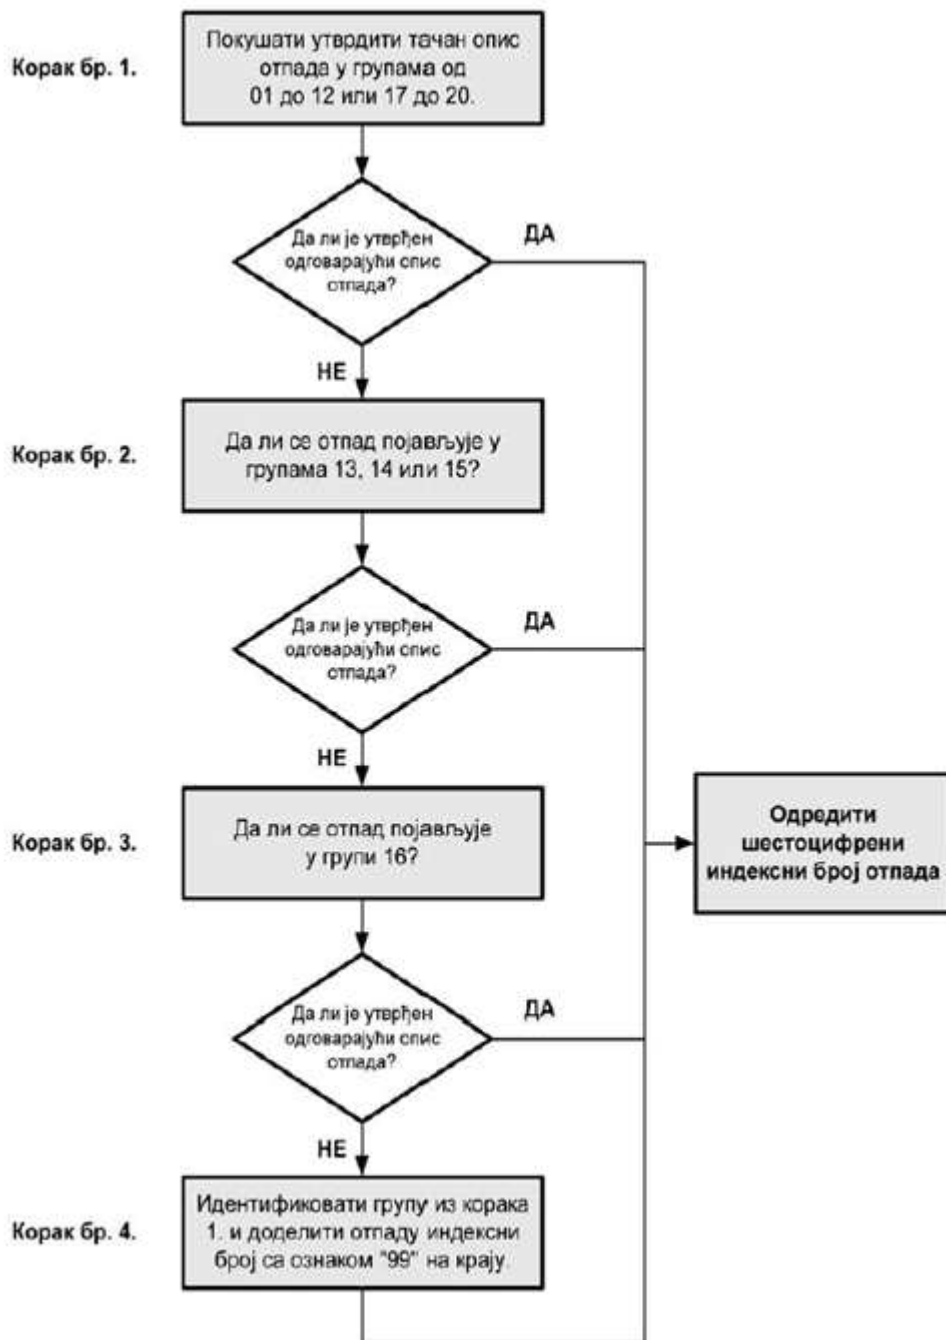 Корак бр. 1.
Покушати утврдити тачан опис
отпада у групама од
01 до 12 или 17 до 20.
Да ли је утврђен
одговарајући опис
отпада?
ДА
НЕ
Корак бр. 2.
Да ли се отпад појављује у
групама 13, 14 или 15?
Да ли је утврђен
одговарајући опис
отпада?
ДА
НЕ
Корак бр. 3.
Да ли се отпад појављује
у групи 16?
Одредити
шестоцифрени
индексни број отпада
Да ли је утврђен
одговарајући опис
отпада?
ДА
НЕ
Корак бр. 4.
Идентификовати групу из корака
1. и доделити отпаду индексни
број са ознаком "99" на крају.